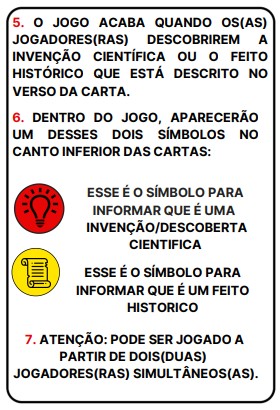 5. O JOGO ACABA QUANDO OS(AS)
JOGADORES(RAS) DESCOBRIREM A
INVENÇÃO CIENTÍFICA OU O FEITO
HISTÓRICO QUE ESTÁ DESCRITO NO
VERSO DA CARTA.
6. DENTRO DO JOGO, APARECERÃO
UM DESSES DOIS SÍMBOLOS NO
CANTO INFERIOR DAS CARTAS:
ESSE É O SÍMBOLO PARA
INFORMAR QUE É UMA
INVENÇÃO/DESCOBERTA
CIENTIFICA
ESSE É O SÍMBOLO PARA
INFORMAR QUE É UM FEITO
HISTORICO
7. ATENÇÃO: PODE SER JOGADO A
PARTIR DE DOIS(DUAS)
JOGADORES(RAS) SIMULTÂNEOS(AS).